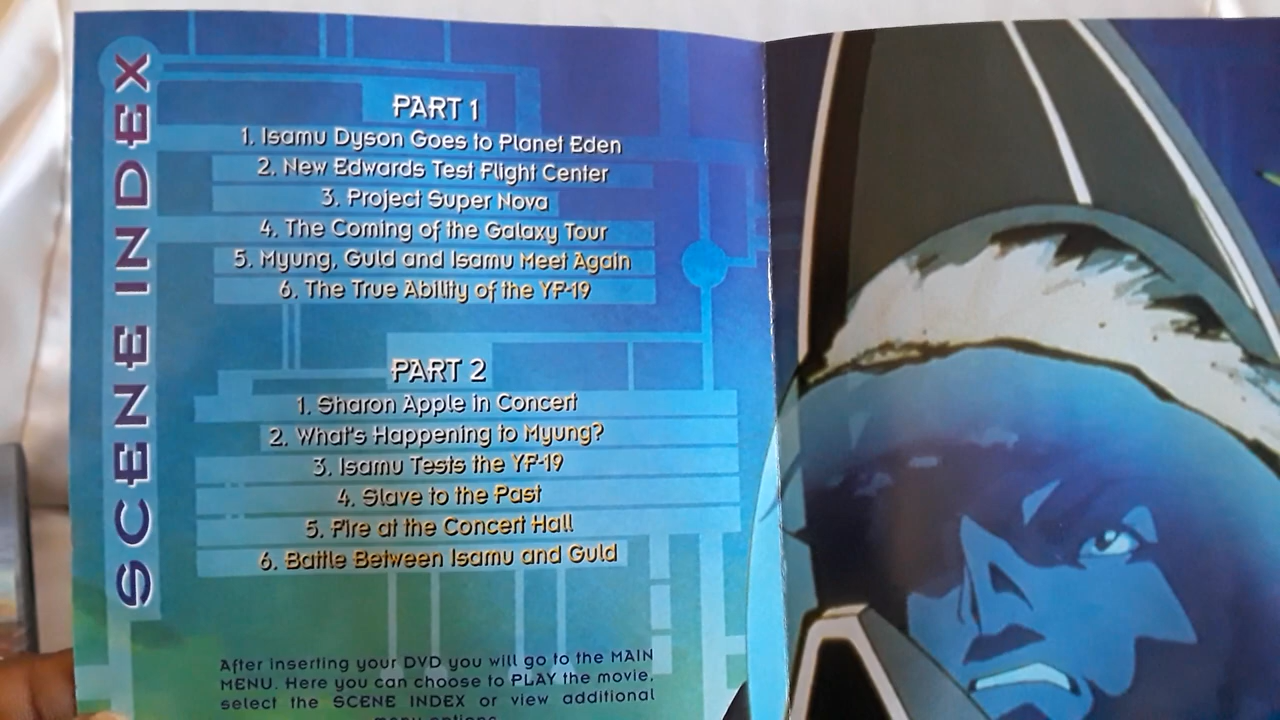 SCENE INDEX
PART 1
1. Isamu Dyson Goes to Planet Eden
2. New Edwards Test Flight Center
3. Project Super Nova
4. The Coming of the Galaxy Tour
5. Myung, Guld and Isamu Meet Again
6. The True Ability of the YF-19
PART 2
1. Sharon Apple in Concert
2. What's Happening to Myung?
3. Isamu Tests the YF-19
4. Slave to the Past
5. Fire at the Concert Hall
6. Battle Between Isamu and Guld
After inserting your DVD you will go to the MAIN
MENU. Here you can choose to PLAY the movie,
select the SCENE INDEX or view additional
menu options.